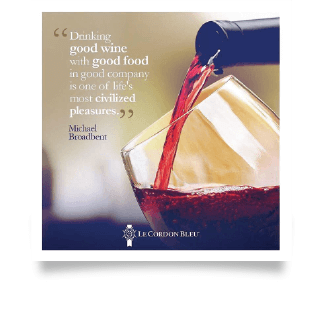 “ Drinking
good wine
with good food
in good company
is one of life's
most civilized
pleasures. ”
Michael
Broadbent
LE CORDON BLEU